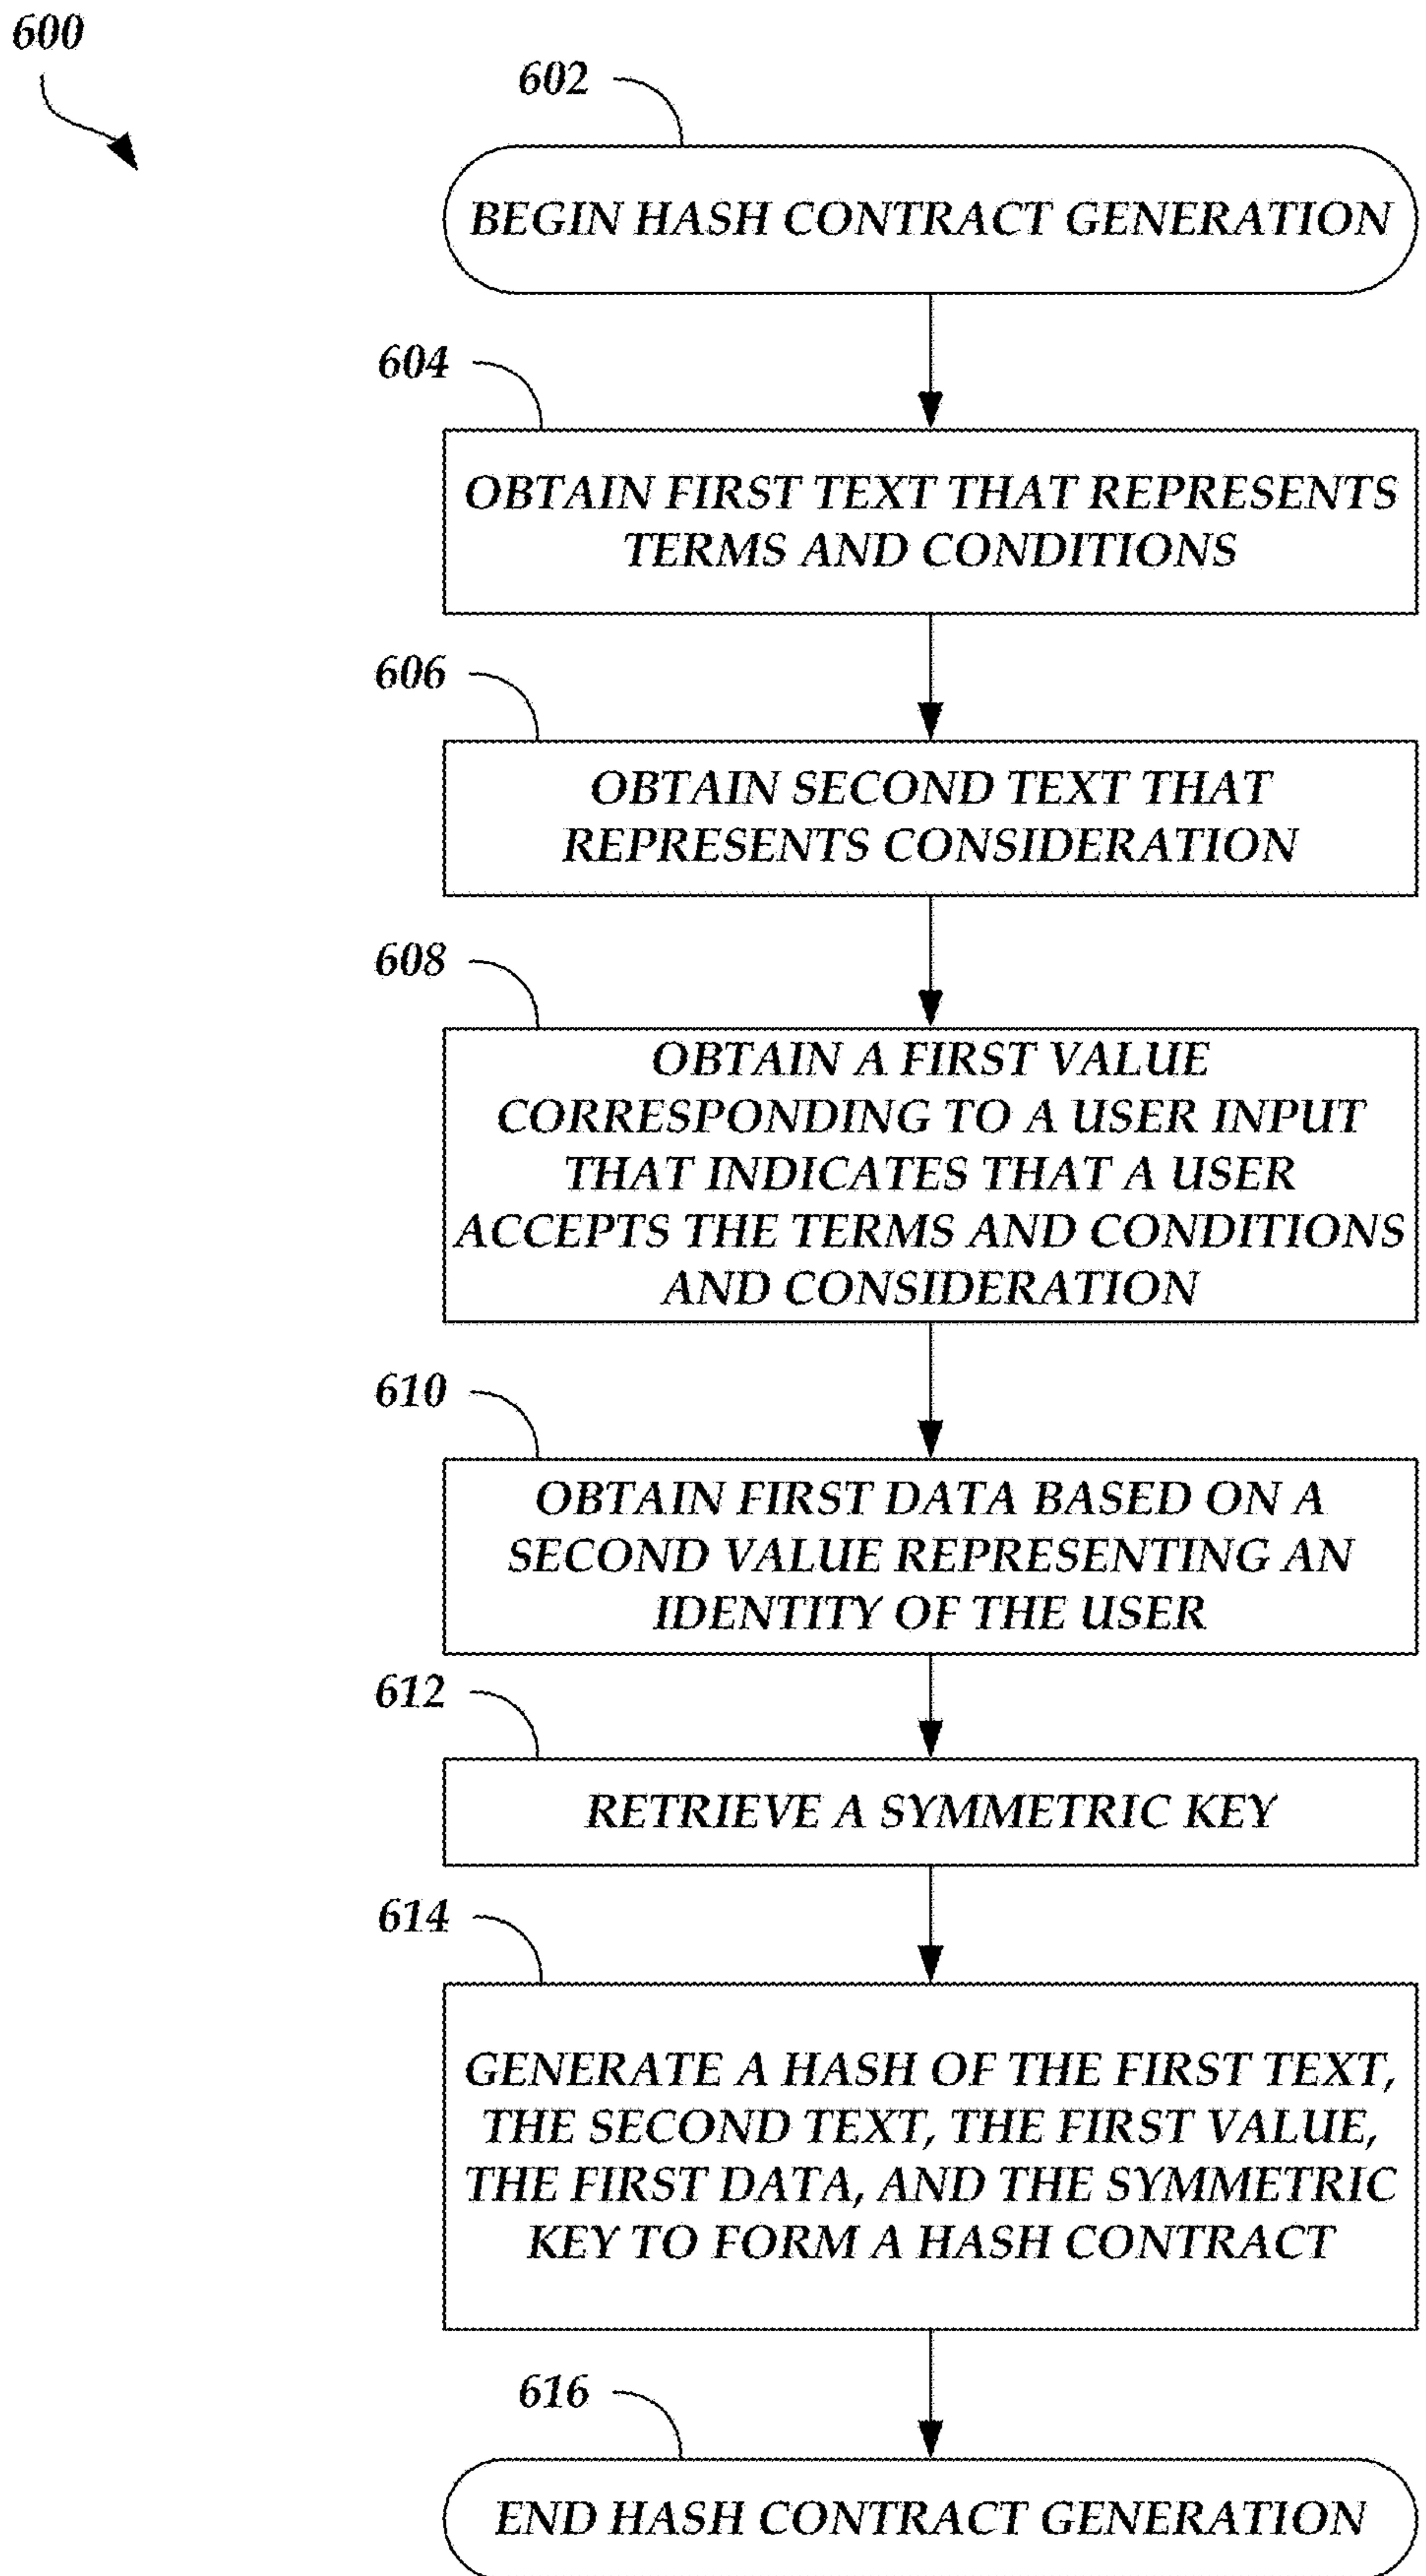 600
602
BEGIN HASH CONTRACT GENERATION
604
OBTAIN FIRST TEXT THAT REPRESENTS
TERMS AND CONDITIONS
606
OBTAIN SECOND TEXT THAT
REPRESENTS CONSIDERATION
608
OBTAIN A FIRST VALUE
CORRESPONDING TO A USER INPUT
THAT INDICATES THAT A USER
ACCEPTS THE TERMS AND CONDITIONS
AND CONSIDERATION
610
OBTAIN FIRST DATA BASED ON A
SECOND VALUE REPRESENTING AN
IDENTITY OF THE USER
612
RETRIEVE A SYMMETRIC KEY
614
GENERATE A HASH OF THE FIRST TEXT,
THE SECOND TEXT, THE FIRST VALUE,
THE FIRST DATA, AND THE SYMMETRIC
KEY TO FORM A HASH CONTRACT
616
END HASH CONTRACT GENERATION